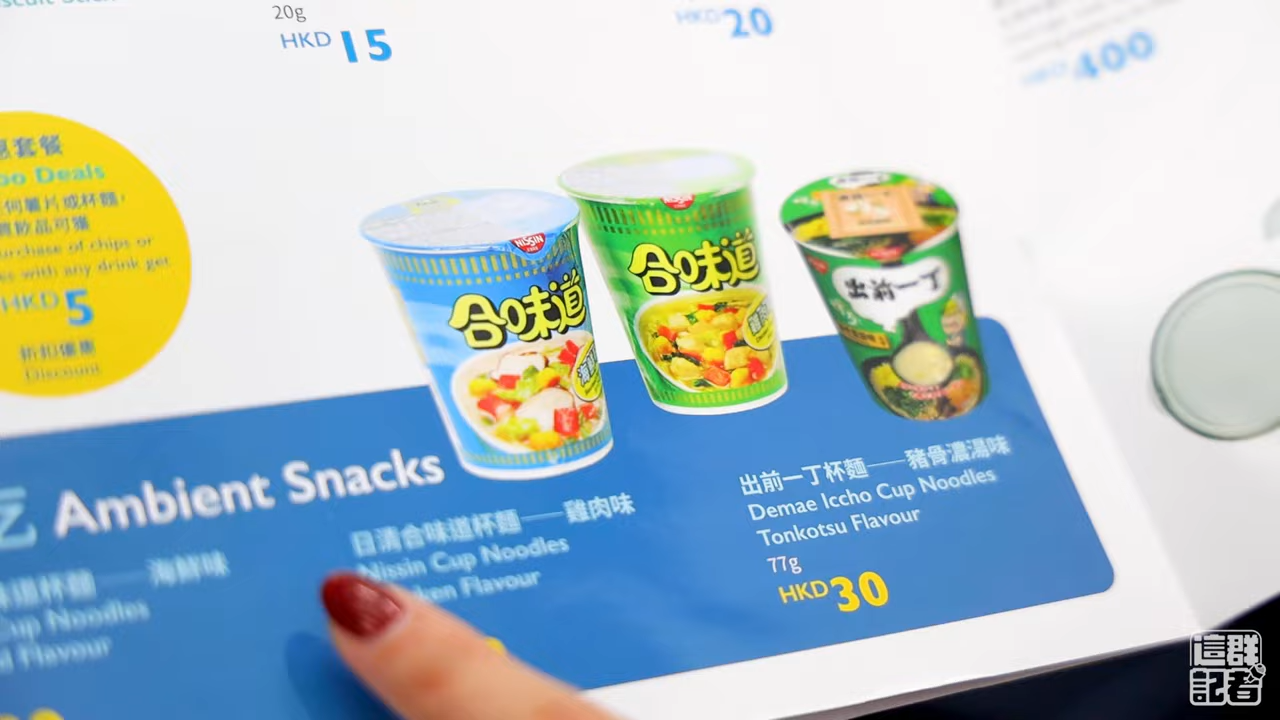 20g
HKD 15
HKD 20
HKD 400
套餐
Deals
何薯片或杯麵，
飲品可獲
purchase of chips or
with any drink get
HKD 5
折扣優惠
Discount
NISSIN
合味道
NISSIN
合味道
出前一丁
Ambient Snacks
味道杯麵——海鮮味
Cup Noodles
Flavour
日清合味道杯麵——雞肉味
Nissin Cup Noodles
Flavour
出前一丁杯麵——豬骨濃湯味
Demae Iccho Cup Noodles
Tonkotsu Flavour
77g
HKD 30
這群
記者